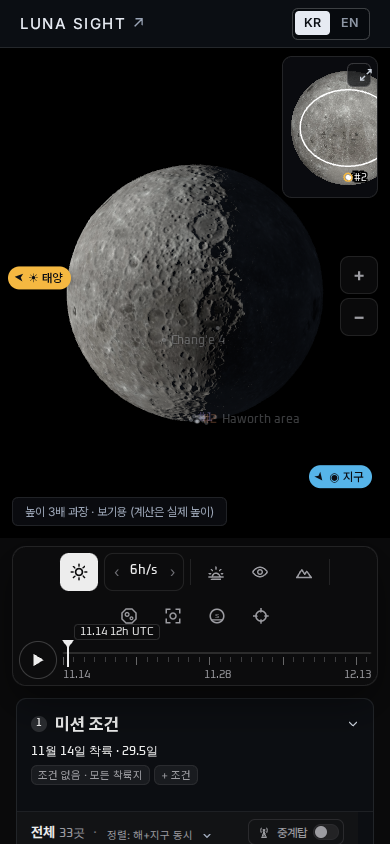 LUNA SIGHT
KR EN
#2
☀ 태양
+
−
Chang'e 4
Haworth area
◉ 지구
높이 3배 과장 · 보기용 (계산은 실제 높이)
‹ 6h/s ›
11.14 12h UTC
11.14 11.28 12.13
1 미션 조건
11월 14일 착륙 · 29.5일
조건 없음 · 모든 착륙지 + 조건
전체 33곳 · 정렬: 해+지구 동시 중계탑